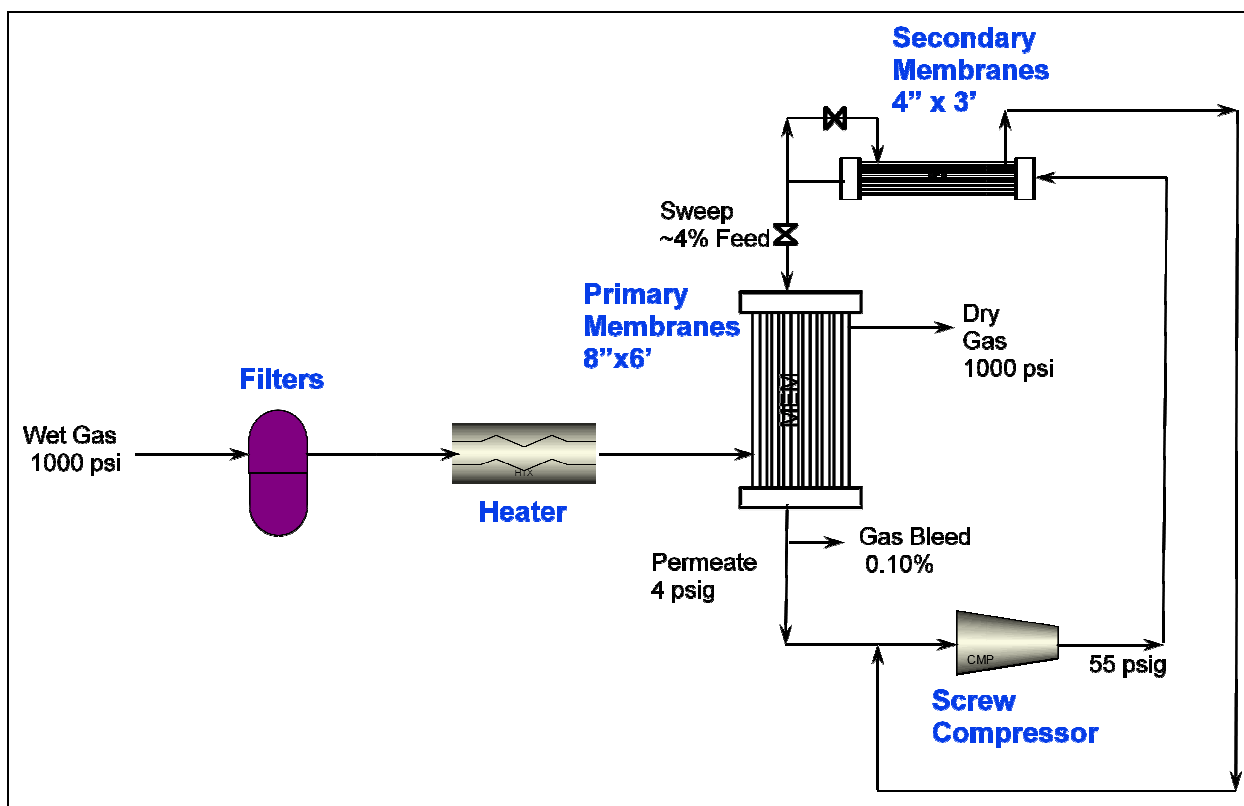 Secondary
Membranes
4” x 3’
Sweep
~4% Feed
Primary
Membranes
8”x6’
Dry
Gas
1000 psi
MEM
Filters
Wet Gas
1000 psi
HTX
Heater
Gas Bleed
0.10%
Permeate
4 psig
CMP
55 psig
Screw
Compressor